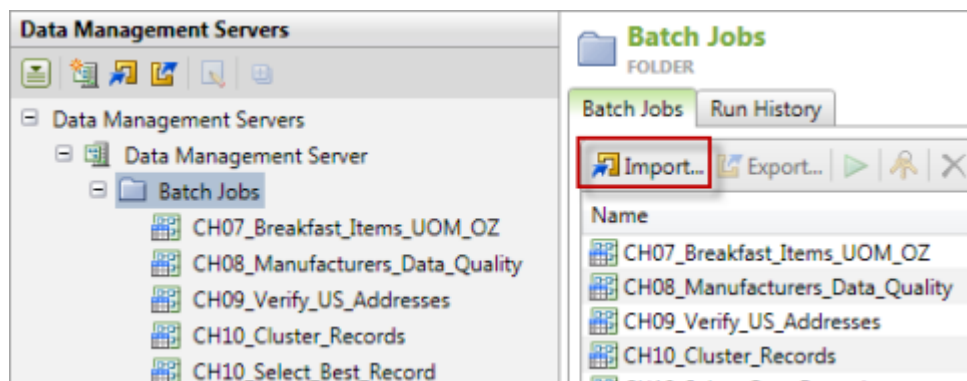 Data Management Servers
Data Management Servers
Data Management Server
Batch Jobs
CH07_Breakfast_Items_UOM_OZ
CH08_Manufacturers_Data_Quality
CH09_Verify_US_Addresses
CH10_Cluster_Records
CH10_Select_Best_Record
Batch Jobs
FOLDER
Batch Jobs Run History
Import... Export...
Name
CH07_Breakfast_Items_UOM_OZ
CH08_Manufacturers_Data_Quality
CH09_Verify_US_Addresses
CH10_Cluster_Records